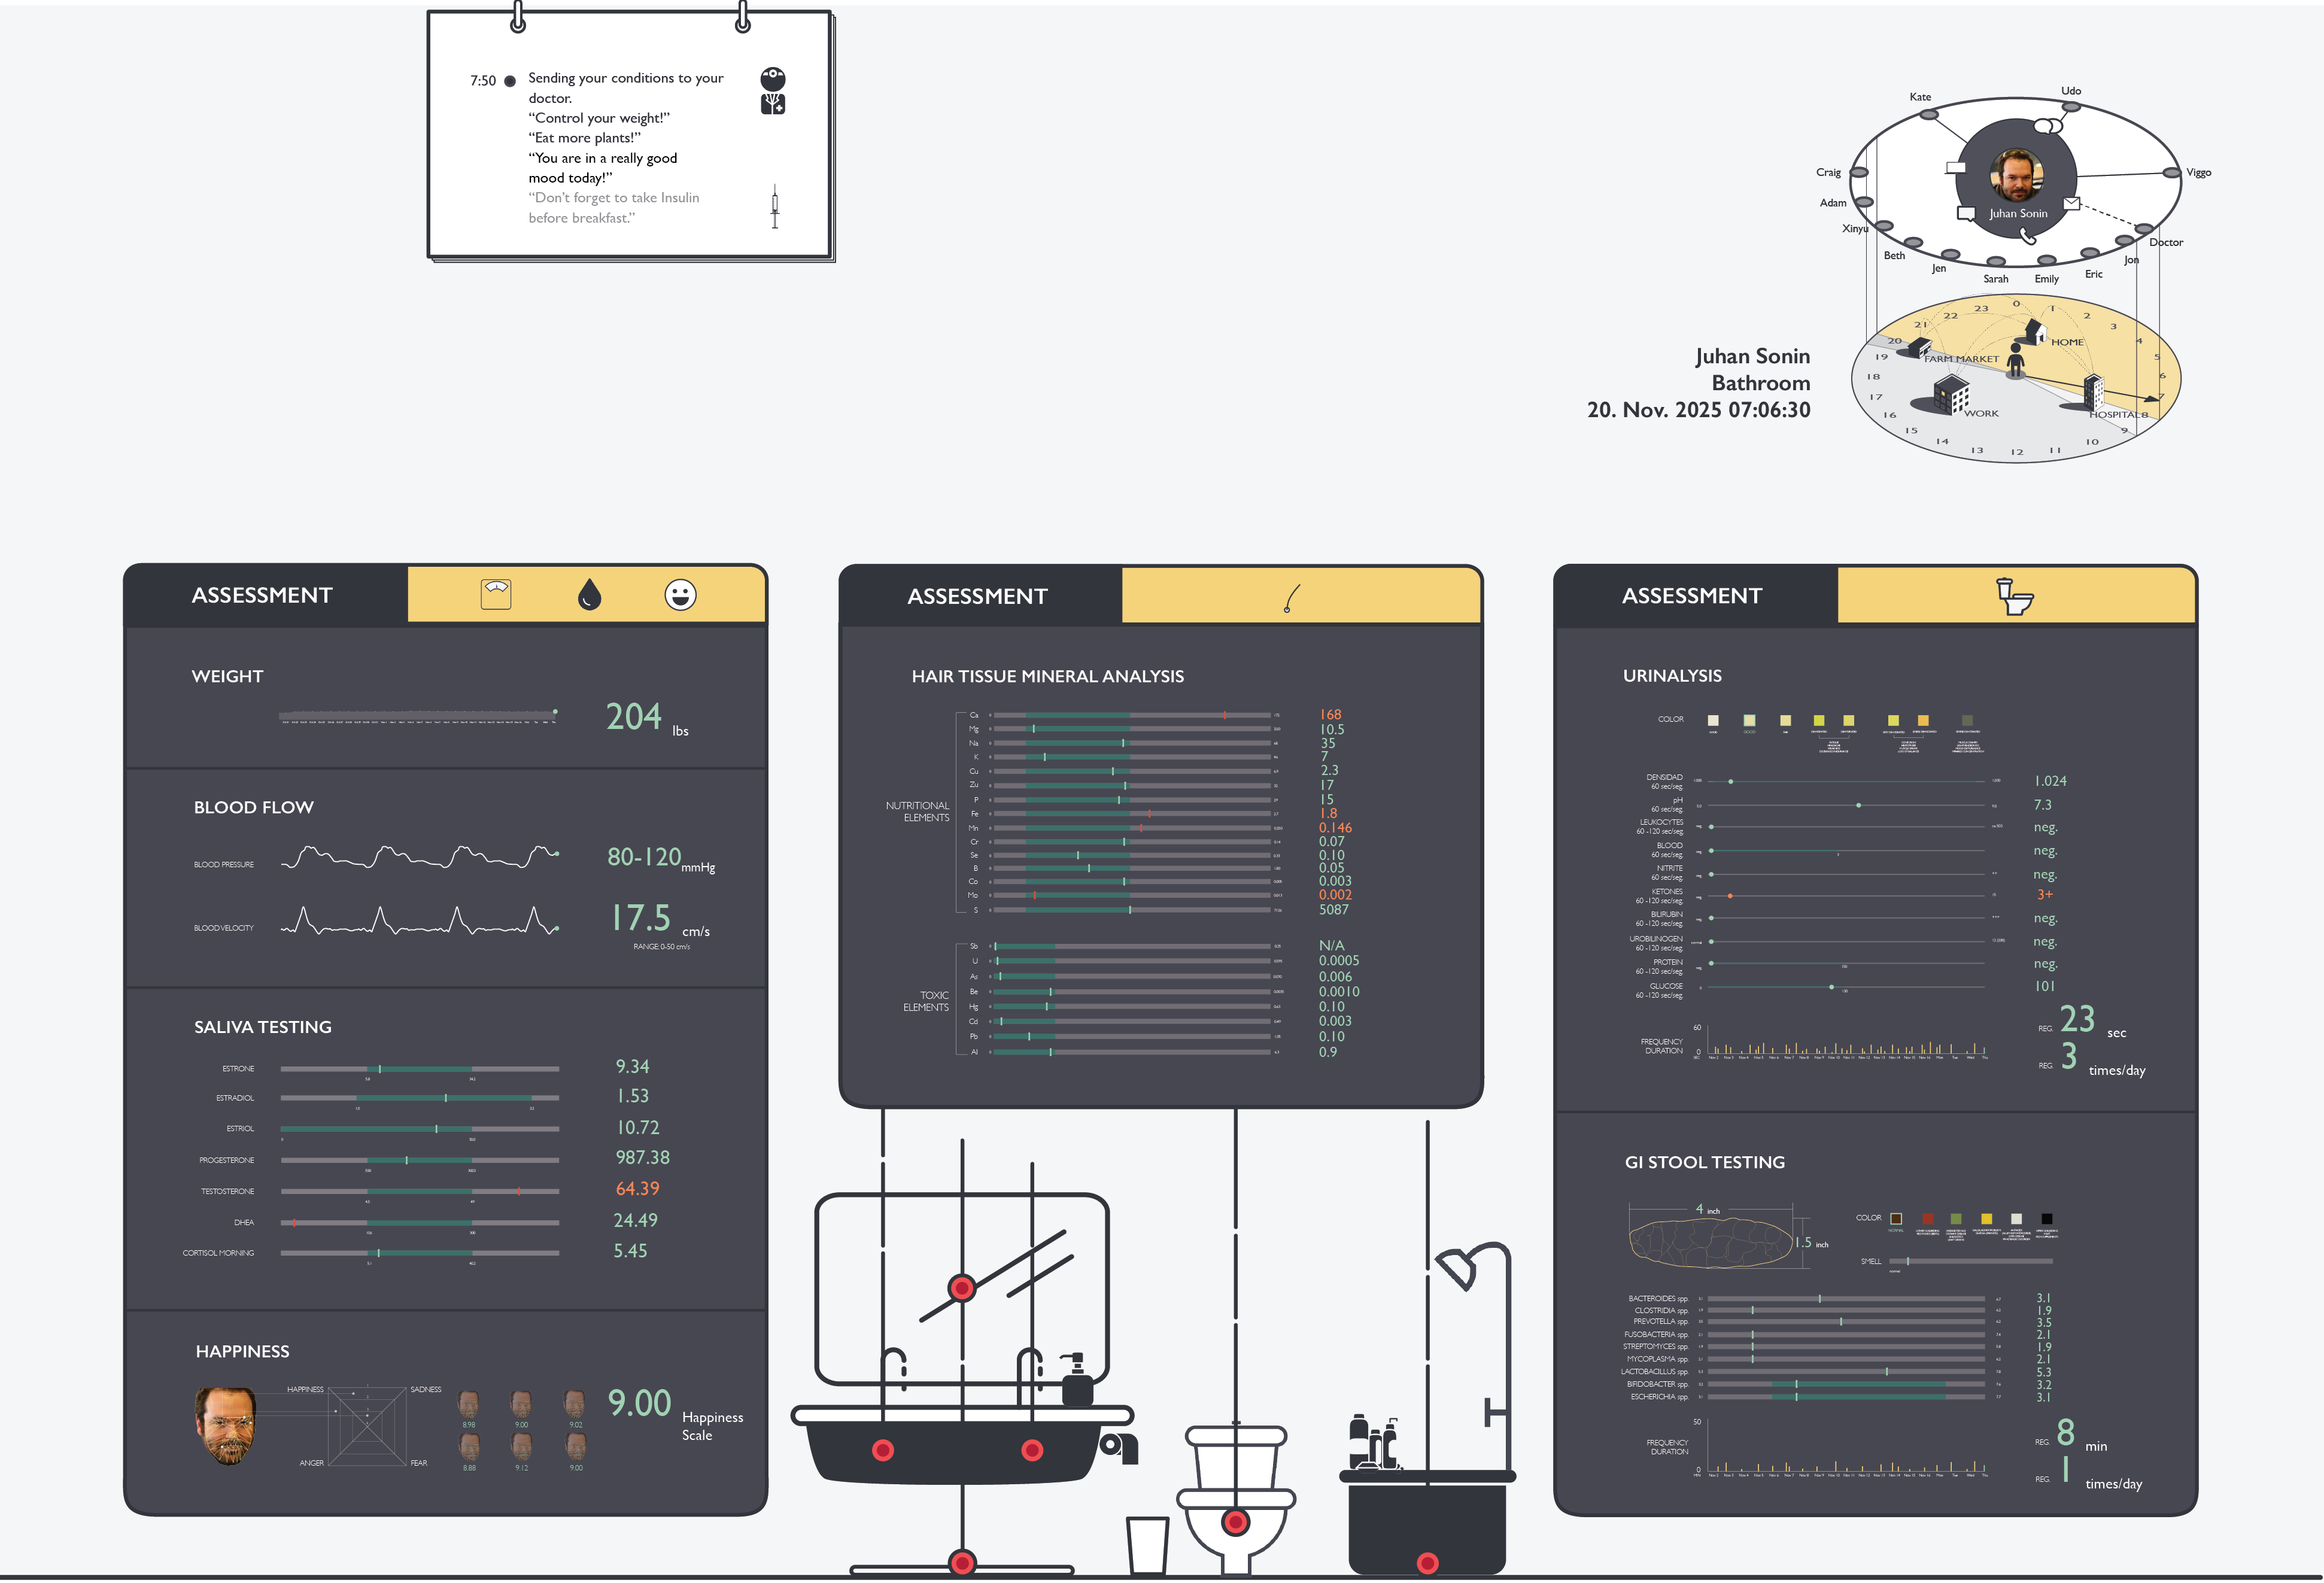 7:50
Sending your conditions to your
doctor.
“Control your weight!”
“Eat more plants!”
“You are in a really good
mood today!”
“Don’t forget to take Insulin
before breakfast.”
Kate
Udo
Craig
Viggo
Adam
Juhan Sonin
Xinyu
Doctor
Beth
Jon
Jen
Eric
Sarah
Emily
23
0
1
22
2
21
3
20
HOME
4
19
FARM MARKET
5
18
6
17
7
16
WORK
HOSPITAL
8
15
9
14
10
13
12
11
Juhan Sonin
Bathroom
20. Nov. 2025 07:06:30
ASSESSMENT
WEIGHT
204 lbs
BLOOD FLOW
BLOOD PRESSURE
80-120 mmHg
BLOOD VELOCITY
17.5 cm/s
RANGE: 0-50 cm/s
SALIVA TESTING
ESTRONE 9.34
ESTRADIOL 1.53
ESTRIOL 10.72
PROGESTERONE 987.38
TESTOSTERONE 64.39
DHEA 24.49
CORTISOL MORNING 5.45
HAPPINESS
HAPPINESS
SADNESS
ANGER
FEAR
8.98 9.00 9.02
8.88 9.12 9.00
9.00 Happiness
Scale
ASSESSMENT
HAIR TISSUE MINERAL ANALYSIS
NUTRITIONAL
ELEMENTS
Ca 168
Mg 10.5
Na 35
K 7
Cu 2.3
Zu 17
P 15
Fe 1.8
Mn 0.146
Cr 0.07
Se 0.10
B 0.05
Co 0.003
Mo 0.002
S 5087
TOXIC
ELEMENTS
Sb N/A
U 0.0005
As 0.006
Be 0.0010
Hg 0.10
Cd 0.003
Pb 0.10
Al 0.9
ASSESSMENT
URINALYSIS
COLOR
DENSIDAD
60 sec/seg. 1.024
pH
60 sec/seg. 7.3
LEUKOCYTES
60 -120 sec/seg. neg.
BLOOD
60 sec/seg. neg.
NITRITE
60 sec/seg. neg.
KETONES
60 -120 sec/seg. 3+
BILIRUBIN
60 -120 sec/seg. neg.
UROBILINOGEN
60 -120 sec/seg. neg.
PROTEIN
60 -120 sec/seg. neg.
GLUCOSE
60 -120 sec/seg. 101
FREQUENCY
DURATION
60
0
REG. 23 sec
REG. 3 times/day
GI STOOL TESTING
4 inch
1.5 inch
COLOR
SMELL
BACTEROIDES spp. 3.1
CLOSTRIDIA spp. 1.9
PREVOTELLA spp. 3.5
FUSOBACTERIA spp. 2.1
STREPTOMYCES spp. 1.9
MYCOPLASMA spp. 2.1
LACTOBACILLUS spp. 5.3
BIFIDOBACTER spp. 3.2
ESCHERICHIA spp. 3.1
FREQUENCY
DURATION
50
0
REG. 8 min
REG. 1 times/day